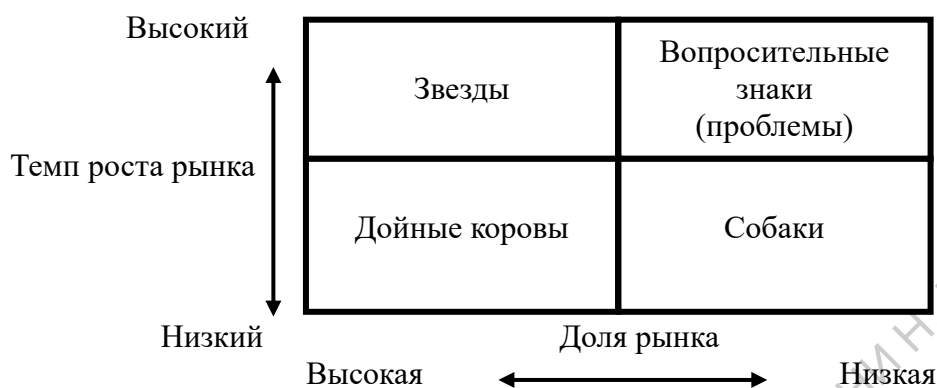 Высокий
Звезды
Вопросительные
знаки
(проблемы)
Темп роста рынка
Дойные коровы
Собаки
Низкий
Доля рынка
Высокая
Низкая